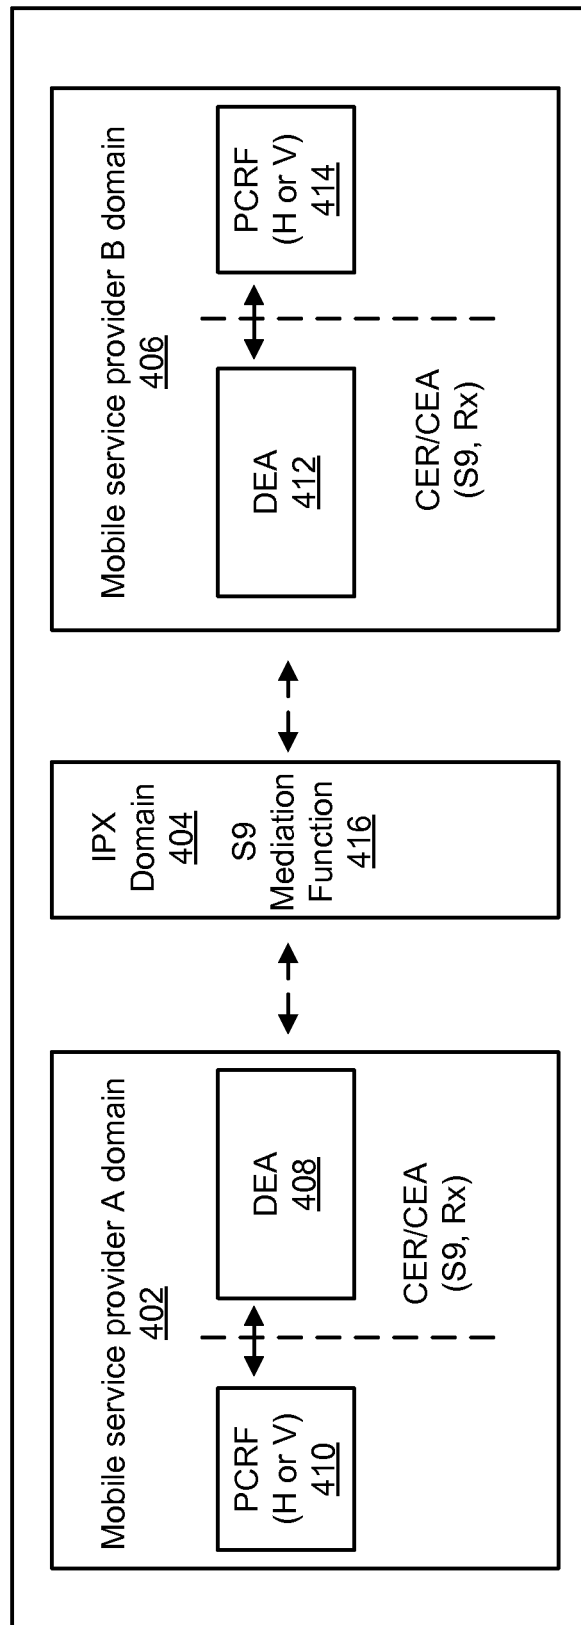 Mobile service provider A domain
402
PCRF
(H or V)
410
DEA
408
CER/CEA
(S9, Rx)
IPX
Domain
404
S9
Mediation
Function
416
Mobile service provider B domain
406
DEA
412
PCRF
(H or V)
414
CER/CEA
(S9, Rx)